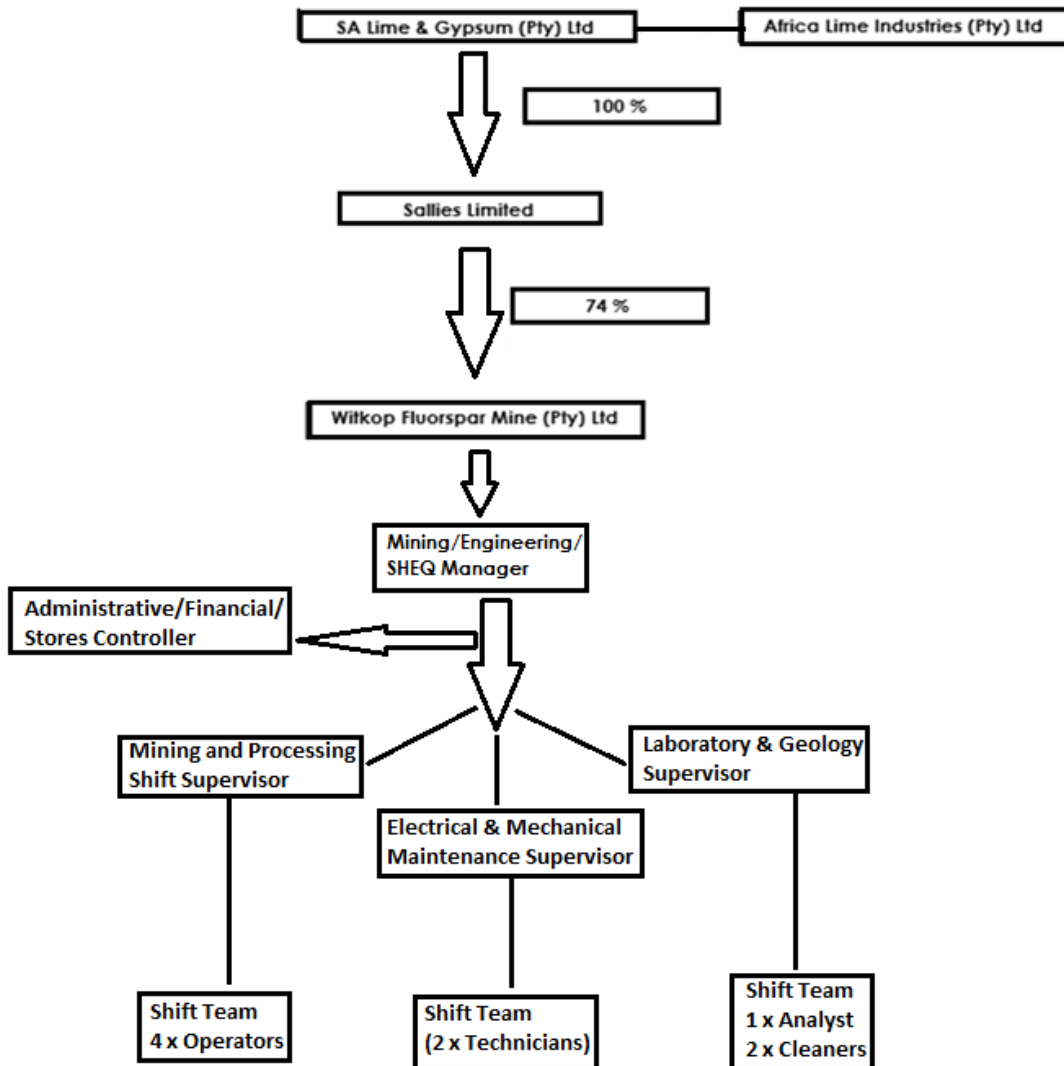 SA Lime & Gypsum (Pty) Ltd
Africa Lime Industries (Pty) Ltd
100 %
Sallies Limited
74 %
Witkop Fluorspar Mine (Pty) Ltd
Mining/Engineering/
SHEQ Manager
Administrative/Financial/
Stores Controller
Mining and Processing
Shift Supervisor
Electrical & Mechanical
Maintenance Supervisor
Laboratory & Geology
Supervisor
Shift Team
4 x Operators
Shift Team
(2 x Technicians)
Shift Team
1 x Analyst
2 x Cleaners